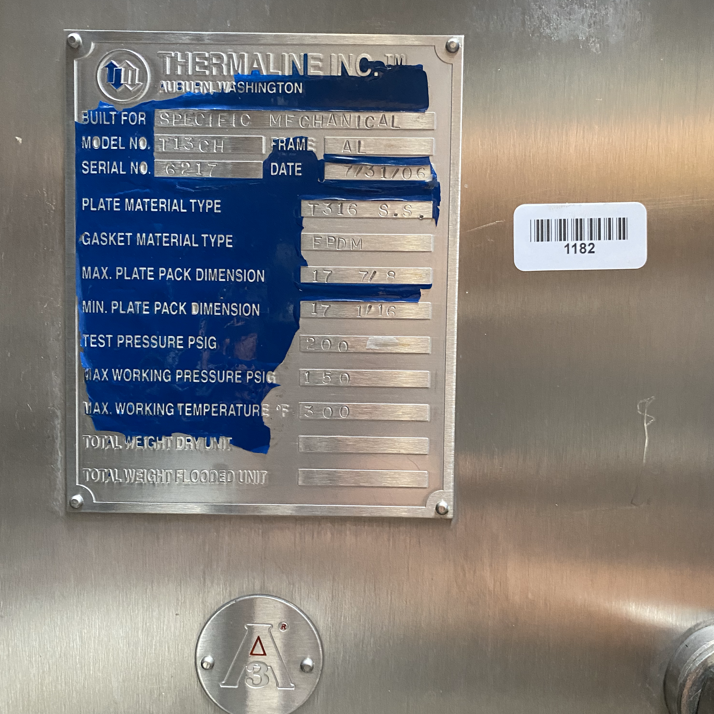 THERMALINE INC.™
AUBURN, WASHINGTON
BUILT FOR SPECIFIC MECHANICAL
MODEL NO. T13CH FRAME AL
SERIAL NO. 6217 DATE 7/31/06
PLATE MATERIAL TYPE T316 S.S.
GASKET MATERIAL TYPE EPDM
MAX. PLATE PACK DIMENSION 17 7/8
MIN. PLATE PACK DIMENSION 17 1/16
TEST PRESSURE PSIG 200
MAX WORKING PRESSURE PSIG 150
MAX. WORKING TEMPERATURE °F 300
TOTAL WEIGHT DRY UNIT
TOTAL WEIGHT FLOODED UNIT
1182
A ®
3